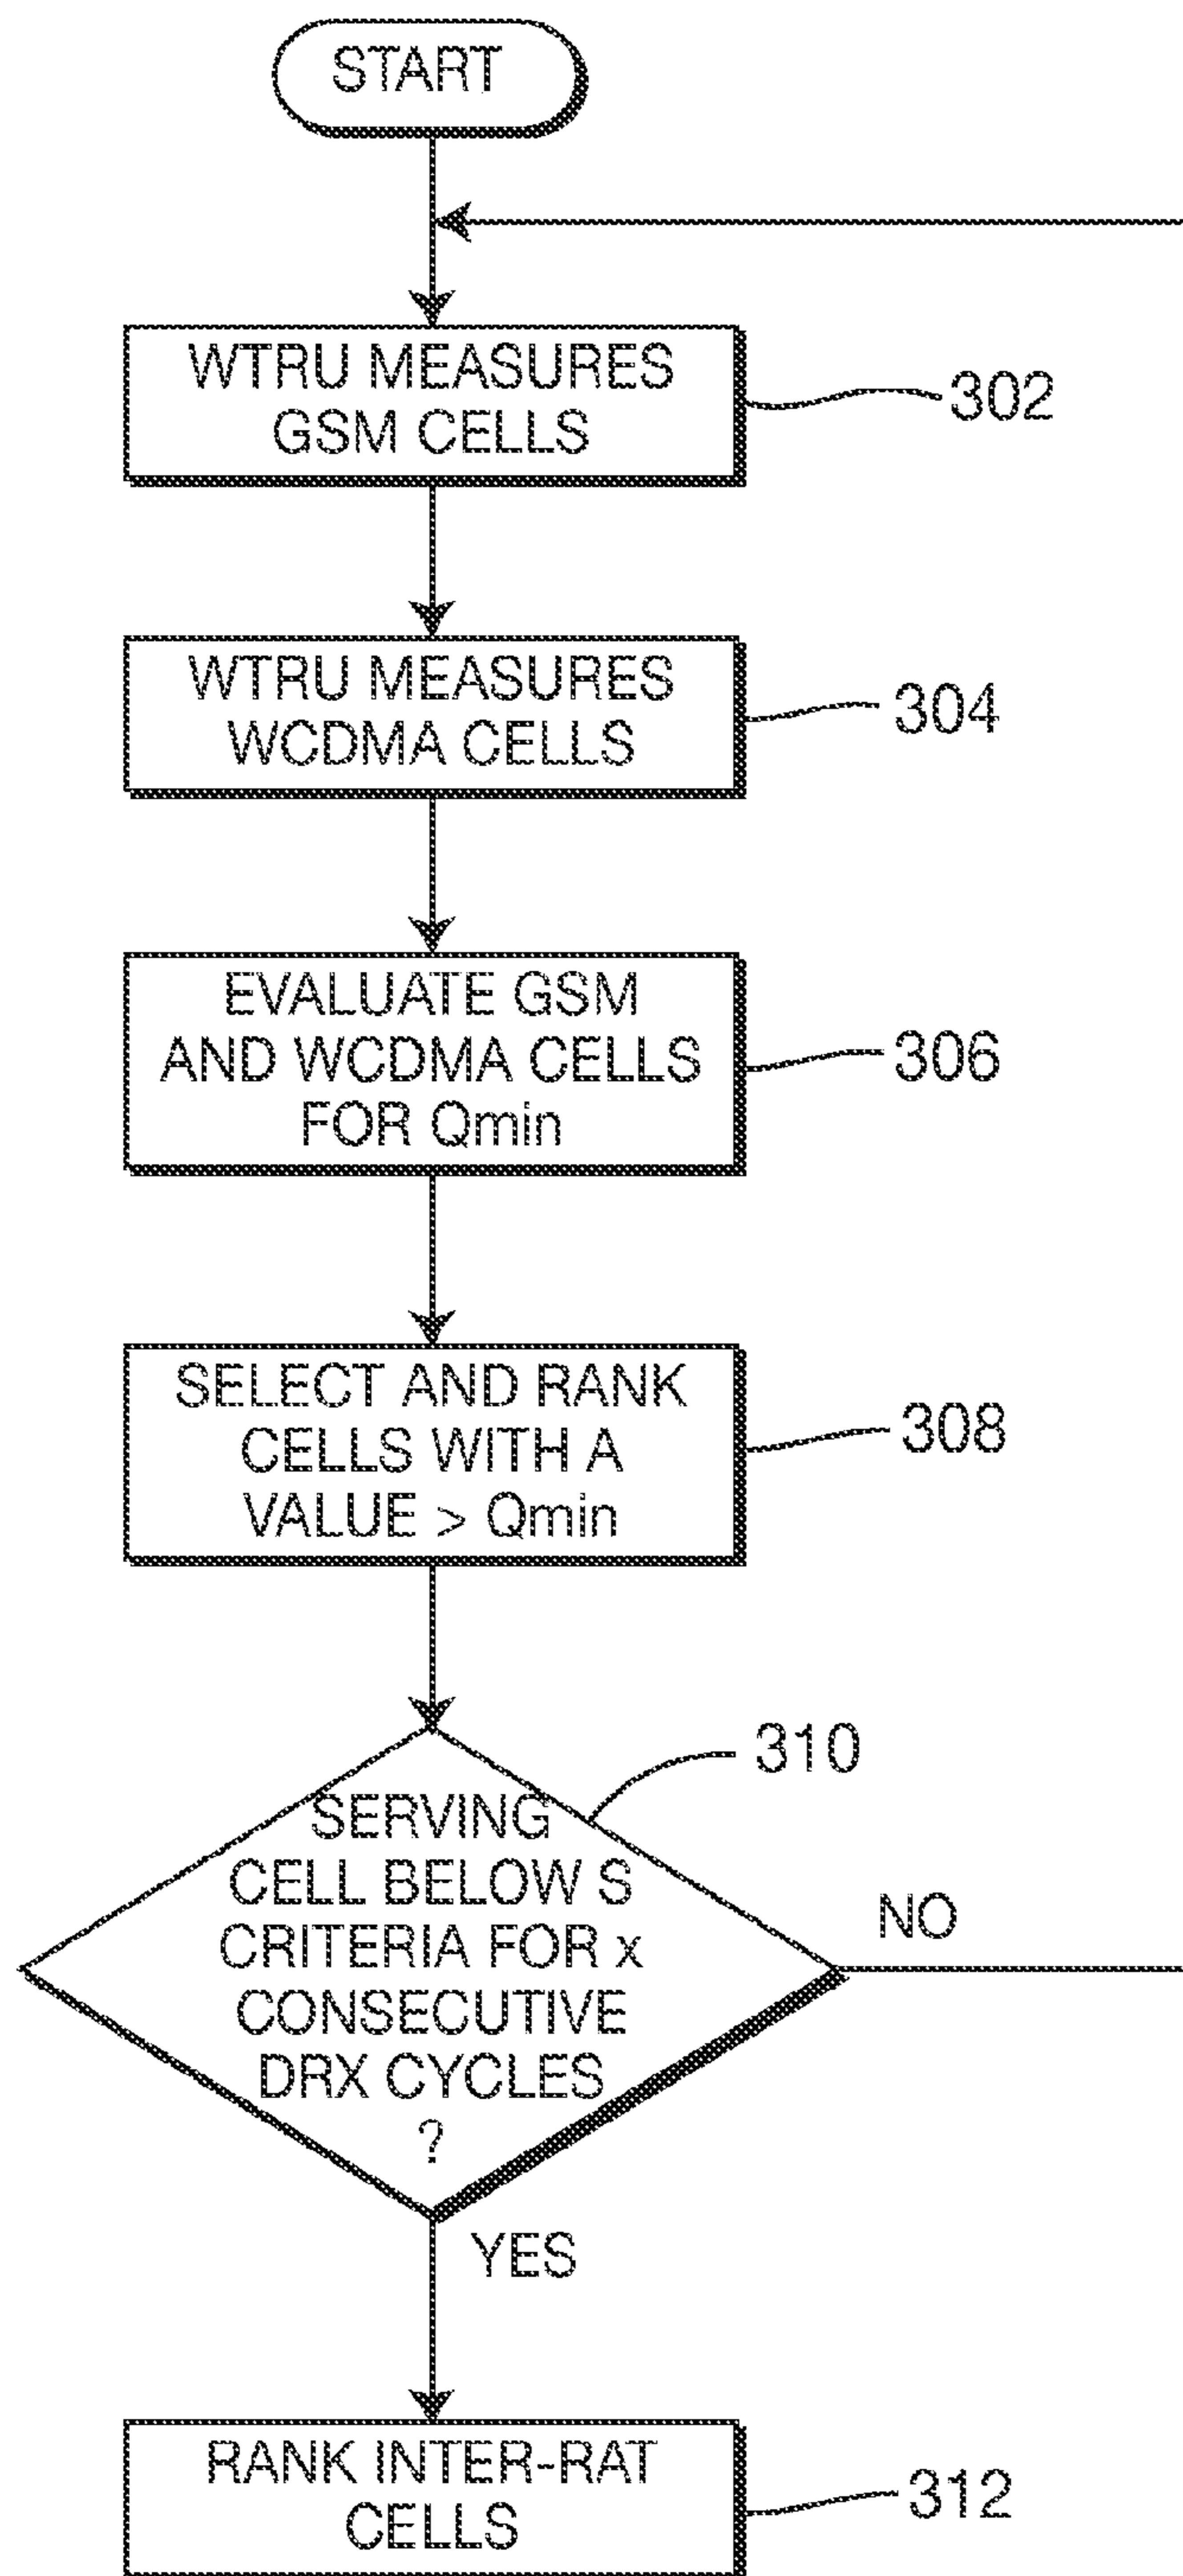 START
WTRU MEASURES
GSM CELLS
302
WTRU MEASURES
WCDMA CELLS
304
EVALUATE GSM
AND WCDMA CELLS
FOR Qmin
306
SELECT AND RANK
CELLS WITH A
VALUE > Qmin
308
310
SERVING
CELL BELOW S
CRITERIA FOR x
CONSECUTIVE
DRX CYCLES
?
NO
YES
RANK INTER-RAT
CELLS
312